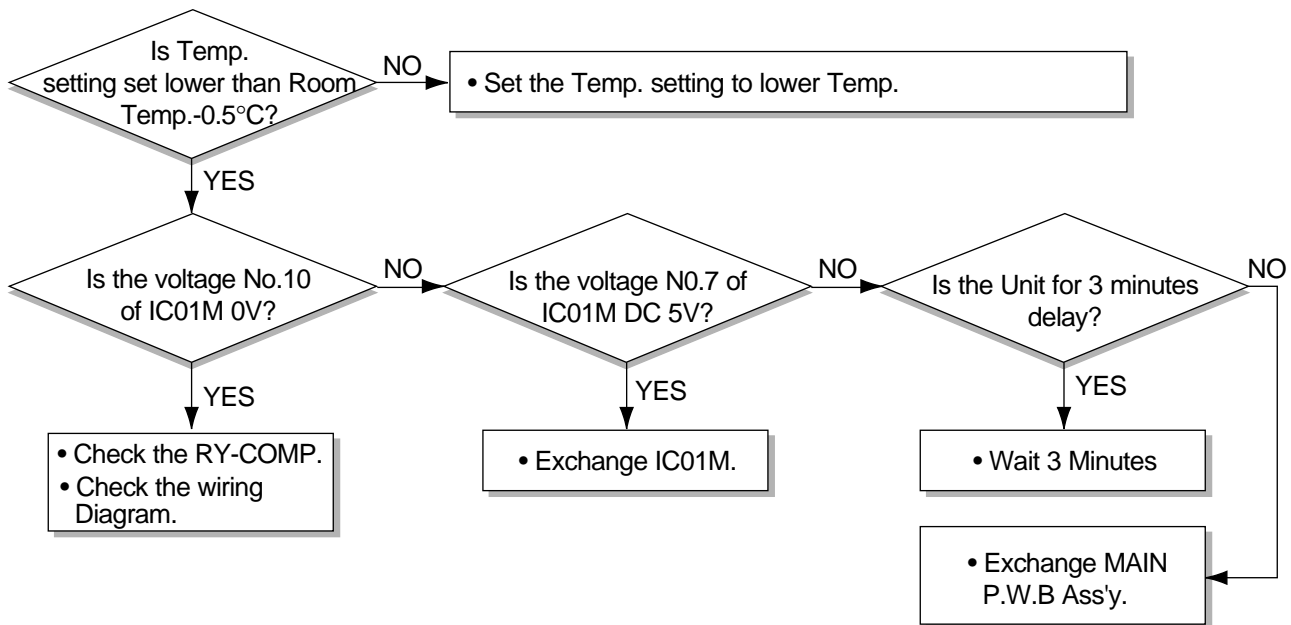 Is Temp.
setting set lower than Room
Temp.-0.5°C?
NO
• Set the Temp. setting to lower Temp.
YES
Is the voltage No.10
of IC01M 0V?
NO
Is the voltage N0.7 of
IC01M DC 5V?
NO
Is the Unit for 3 minutes
delay?
NO
YES
YES
YES
• Check the RY-COMP.
• Check the wiring
Diagram.
• Exchange IC01M.
• Wait 3 Minutes
• Exchange MAIN
P.W.B Ass'y.